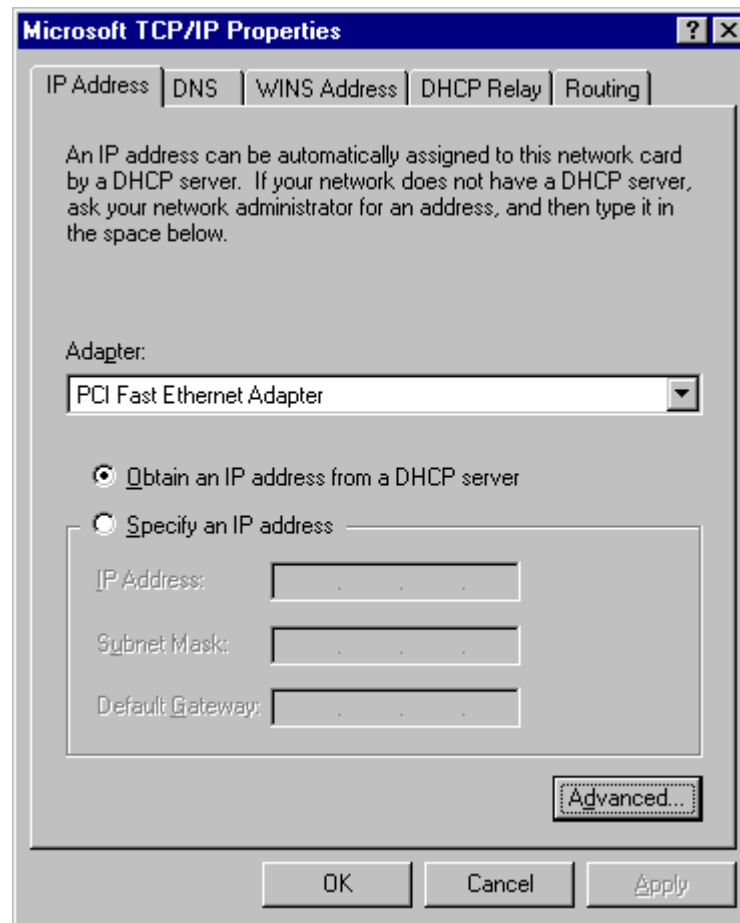 Microsoft TCP/IP Properties
IP Address DNS WINS Address DHCP Relay Routing
An IP address can be automatically assigned to this network card
by a DHCP server. If your network does not have a DHCP server,
ask your network administrator for an address, and then type it in
the space below.
Adapter:
PCI Fast Ethernet Adapter
Obtain an IP address from a DHCP server
Specify an IP address
IP Address:
Subnet Mask:
Default Gateway:
Advanced...
OK Cancel Apply